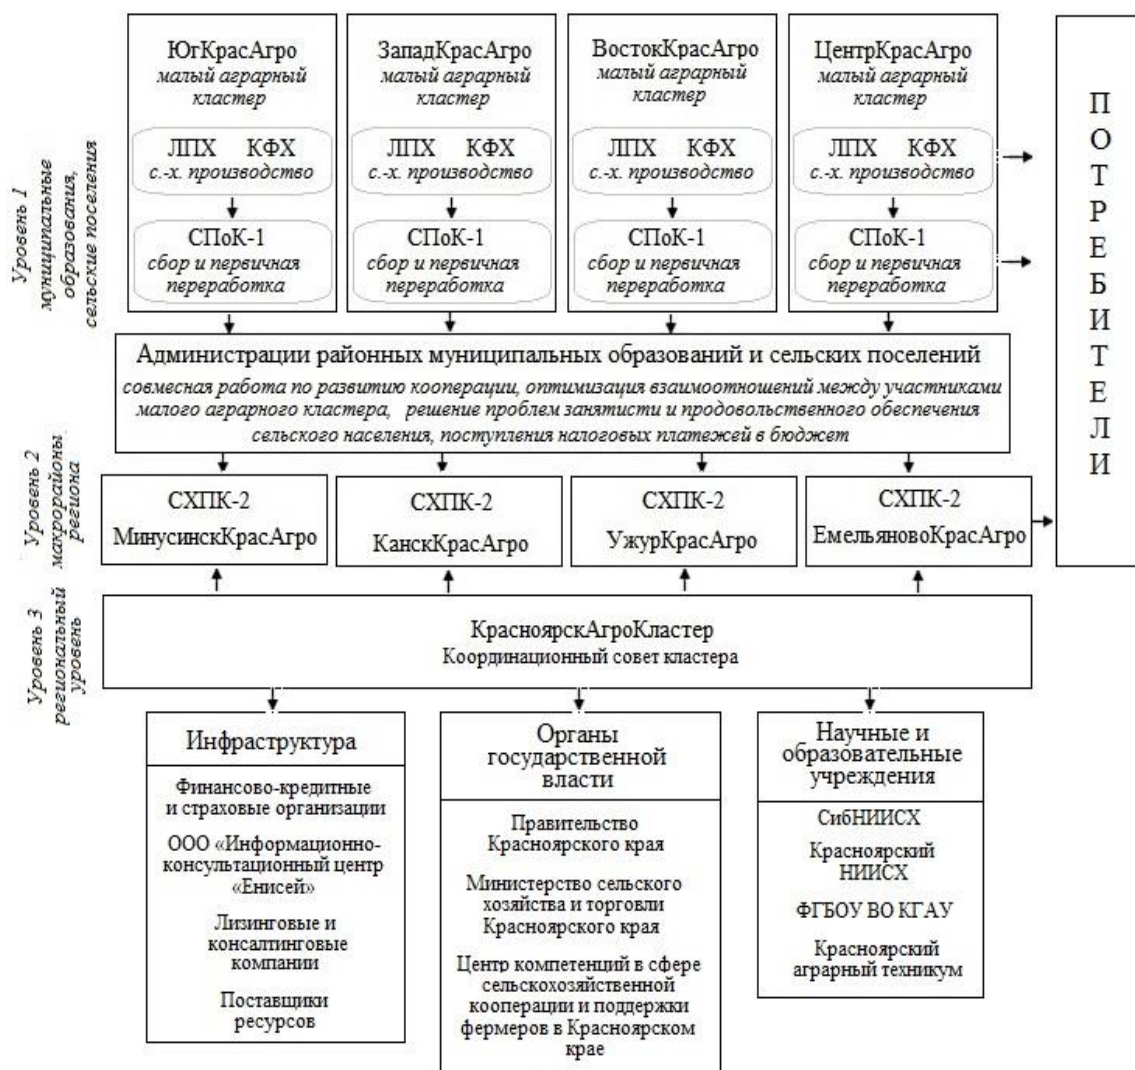 Уровень 1
муниципальные
образования,
сельские поселения
ЮгКрасАгро
малый аграрный
кластер
ЛПХ КФХ
с.-х. производство
СПоК-1
сбор и первичная
переработка
ЗападКрасАгро
малый аграрный
кластер
ЛПХ КФХ
с.-х. производство
СПоК-1
сбор и первичная
переработка
ВостокКрасАгро
малый аграрный
кластер
ЛПХ КФХ
с.-х. производство
СПоК-1
сбор и первичная
переработка
ЦентрКрасАгро
малый аграрный
кластер
ЛПХ КФХ
с.-х. производство
СПоК-1
сбор и первичная
переработка
ПОТРЕБИТЕЛИ
Администрации районных муниципальных образований и сельских поселений
совмесная работа по развитию кооперации, оптимизация взаимоотношений между участниками
малого аграрного кластера, решение проблем занятисти и продовольственного обеспечения
сельского населения, поступления налоговых платежей в бюджет
Уровень 2
макрорайоны
региона
СХПК-2
МинусинскКрасАгро
СХПК-2
КанскКрасАгро
СХПК-2
УжурКрасАгро
СХПК-2
ЕмельяновоКрасАгро
Уровень 3
региональный
уровень
КрасноярскАгроКластер
Координационный совет кластера
Инфраструктура
Финансово-кредитные
и страховые организации
ООО «Информационно-
консультационный центр
«Енисей»
Лизинговые и
консалтинговые
компании
Поставщики
ресурсов
Органы
государственной
власти
Правительство
Красноярского края
Министерство сельского
хозяйства и торговли
Красноярского края
Центр компетенций в сфере
сельскохозяйственной
кооперации и поддержки
фермеров в Красноярском
крае
Научные и
образовательные
учреждения
СибНИИСХ
Красноярский
НИИСХ
ФГБОУ ВО КГАУ
Красноярский
аграрный техникум